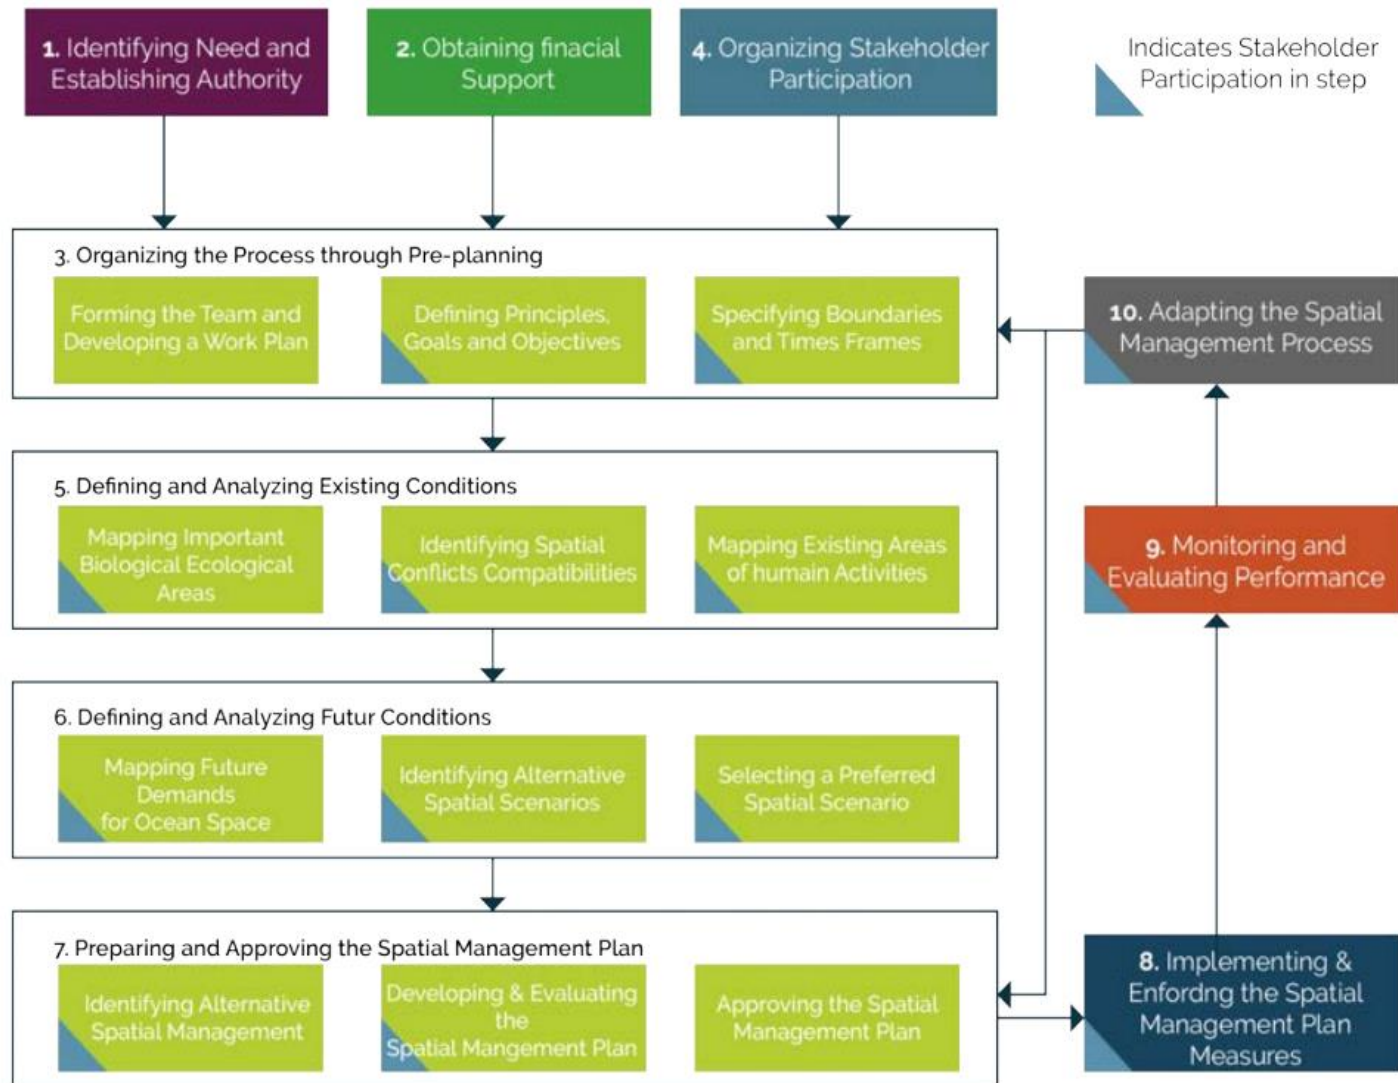 1. Identifying Need and
Establishing Authority
2. Obtaining finacial
Support
4. Organizing Stakeholder
Participation
Indicates Stakeholder
Participation in step
3. Organizing the Process through Pre-planning
Forming the Team and
Developing a Work Plan
Defining Principles,
Goals and Objectives
Specifying Boundaries
and Times Frames
10. Adapting the Spatial
Management Process
5. Defining and Analyzing Existing Conditions
Mapping Important
Biological Ecological
Areas
Identifying Spatial
Conflicts Compatibilities
Mapping Existing Areas
of human Activities
9. Monitoring and
Evaluating Performance
6. Defining and Analyzing Futur Conditions
Mapping Future
Demands
for Ocean Space
Identifying Alternative
Spatial Scenarios
Selecting a Preferred
Spatial Scenario
7. Preparing and Approving the Spatial Management Plan
Identifying Alternative
Spatial Management
Developing & Evaluating
the
Spatial Mangement Plan
Approving the Spatial
Management Plan
8. Implementing &
Enfordng the Spatial
Management Plan
Measures